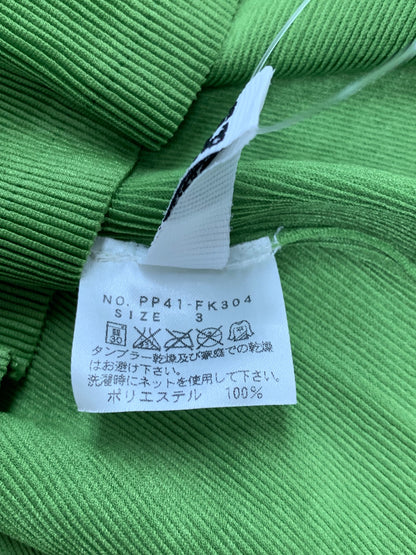 NO. PP41-FK304
SIZE 3
タンブラー乾燥及び家庭での乾燥
はお避け下さい。
洗濯時にネットを使用して下さい。
ポリエステル 100%